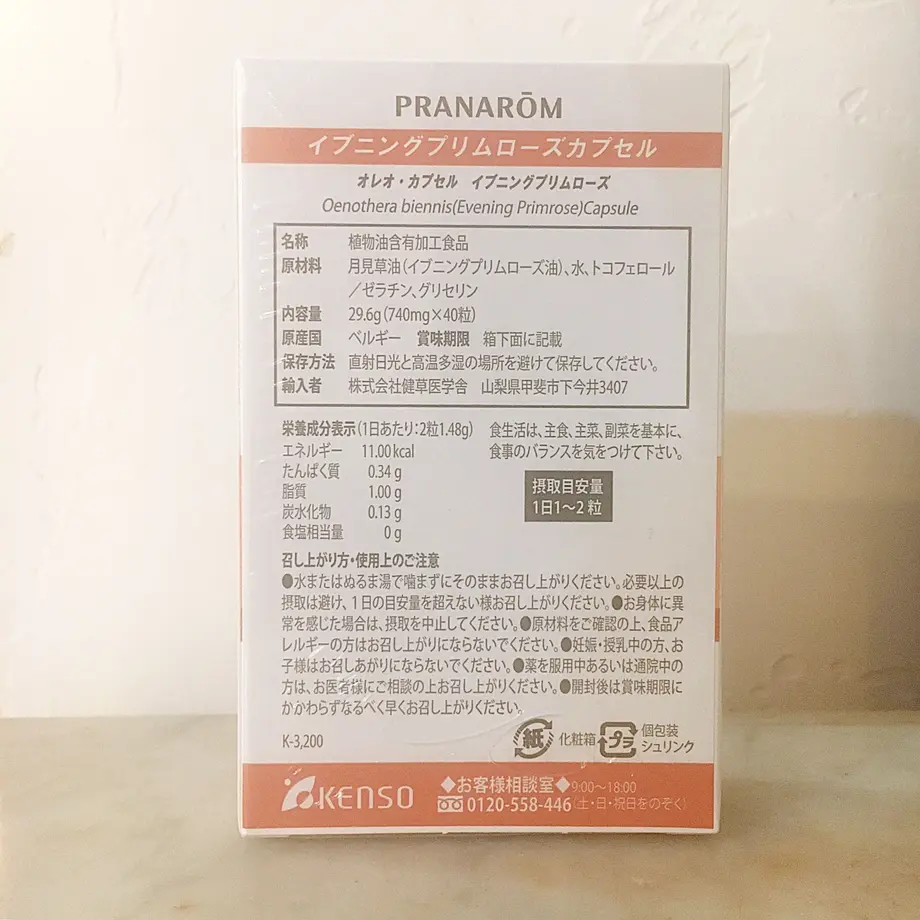 PRANARŌM
イブニングプリムローズカプセル
オレオ・カプセル イブニングプリムローズ
Oenothera biennis(Evening Primrose)Capsule
名称 植物油含有加工食品
原材料 月見草油(イブニングプリムローズ油)、水、トコフェロール
／ゼラチン、グリセリン
内容量 29.6g(740mg×40粒)
原産国 ベルギー 賞味期限 箱下面に記載
保存方法 直射日光と高温多湿の場所を避けて保存してください。
輸入者 株式会社健草医学舎 山梨県甲斐市下今井3407
栄養成分表示(1日あたり:2粒1.48g)
エネルギー 11.00kcal
たんぱく質 0.34 g
脂質 1.00 g
炭水化物 0.13 g
食塩相当量 0 g
食生活は、主食、主菜、副菜を基本に、
食事のバランスを気をつけて下さい。
摂取目安量
1日1〜2 粒
召し上がり方・使用上のご注意
●水またはぬるま湯で噛まずにそのままお召し上がりください。必要以上の
摂取は避け、1日の目安量を超えない様お召し上がりください。●お身体に異
常を感じた場合は、摂取を中止してください。●原材料をご確認の上、食品ア
レルギーの方はお召し上がりにならないでください。●妊娠・授乳中の方、お
子様はお召しあがりにならないでください。●薬を服用中あるいは通院中の
方は、お医者様にご相談の上お召し上がりください。●開封後は賞味期限に
かかわらずなるべく早くお召し上がりください。
K-3,200
紙 化粧箱 プラ 個包装
シュリンク
KENSO
◆お客様相談室◆9:00〜18:00
0120-558-446(土・日・祝日をのぞく)